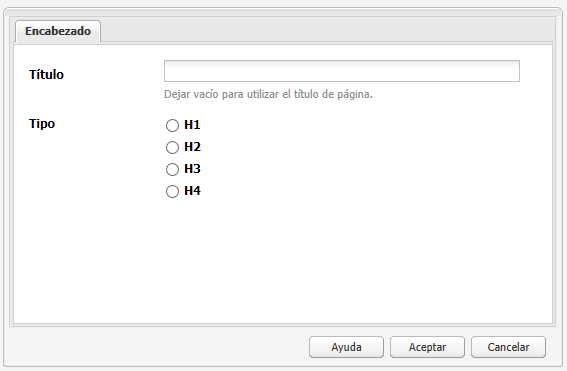 Encabezado
Título
Dejar vacío para utilizar el título de página.
Tipo
H1
H2
H3
H4
Ayuda
Aceptar
Cancelar